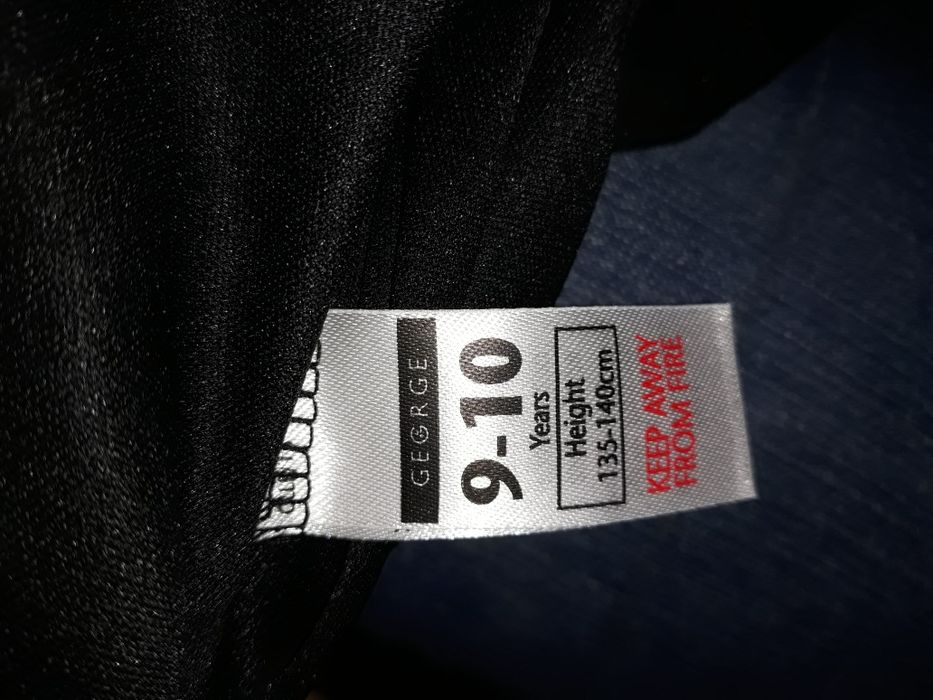 GEORGE
9-10
Years
Height
135-140cm
KEEP AWAY
FROM FIRE